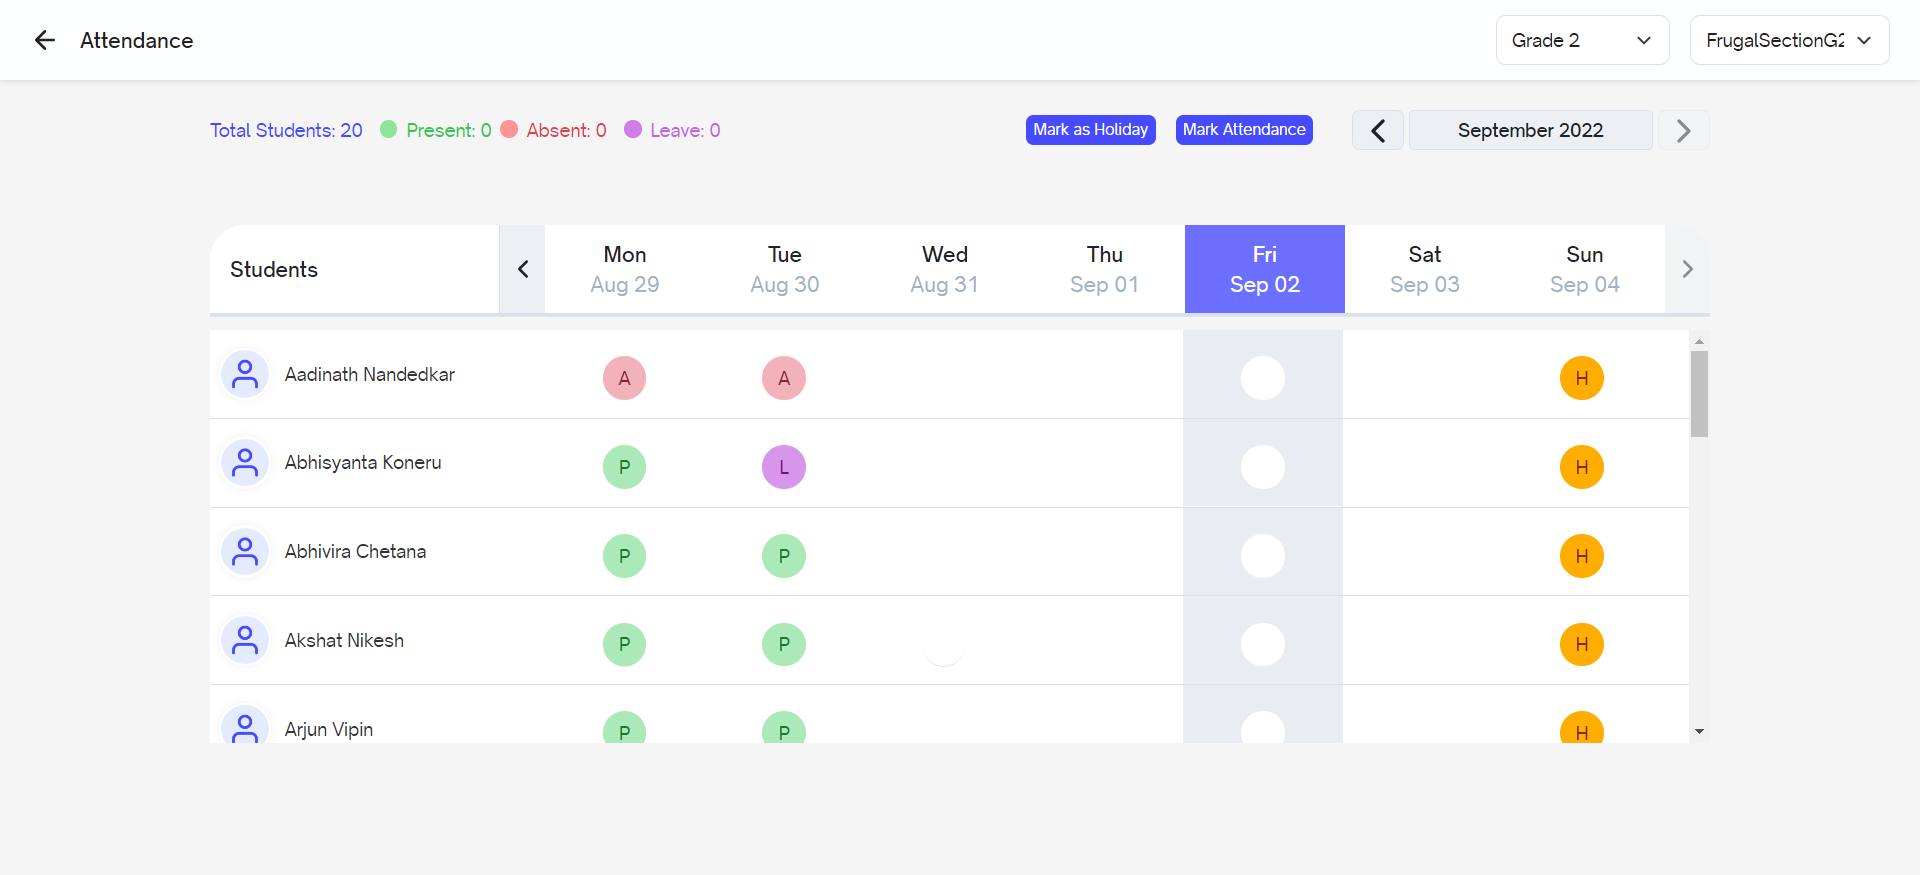 Attendance
Grade 2
FrugalSectionG2
Total Students: 20 Present: 0 Absent: 0 Leave: 0
Mark as Holiday Mark Attendance September 2022
Students Mon Tue Wed Thu Fri Sat Sun
Aug 29 Aug 30 Aug 31 Sep 01 Sep 02 Sep 03 Sep 04
Aadinath Nandedkar A A H
Abhisyanta Koneru P L H
Abhivira Chetana P P H
Akshat Nikesh P P H
Arjun Vipin P P H